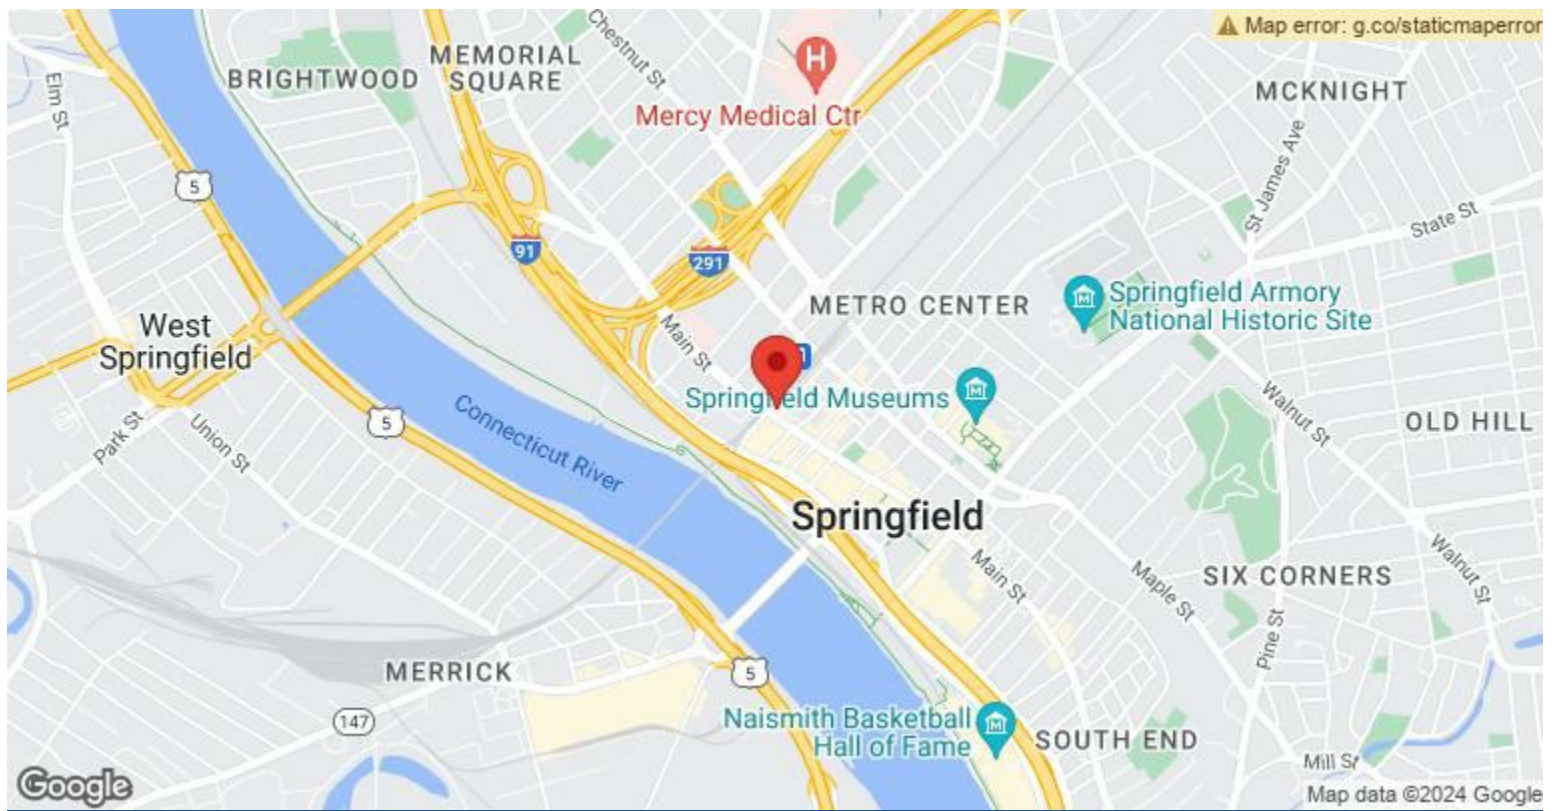 Map error: g.co/staticmaperror
Chestnut St
MEMORIAL
SQUARE
BRIGHTWOOD
Elm St
H
Mercy Medical Ctr
MCKNIGHT
St James Ave
State St
5
91
291
METRO CENTER
Springfield Armory
National Historic Site
West
Springfield
Main St
Springfield Museums
Walnut St
OLD HILL
5
Connecticut River
Park St
Union St
Springfield
Main St
Maple St
SIX CORNERS
Walnut St
Pine St
MERRICK
5
147
Naismith Basketball
Hall of Fame
SOUTH END
Mill St
Google
Map data ©2024 Google